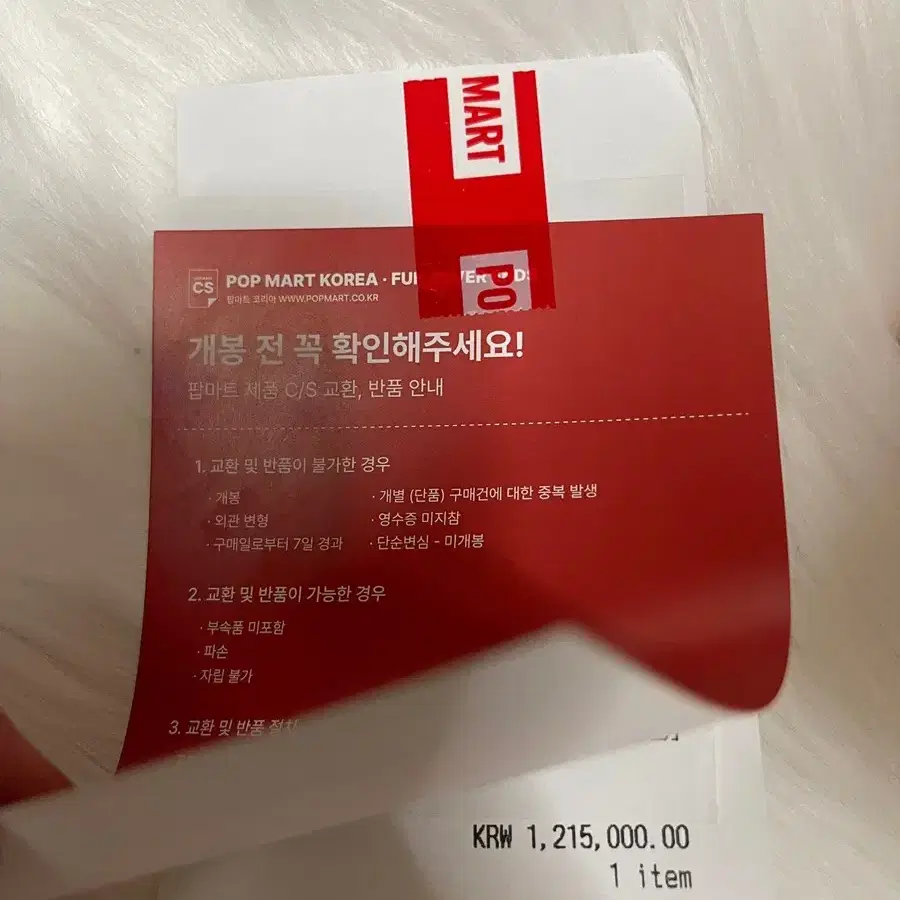 MART
PO
CS POP MART KOREA
팝마트 코리아 WWW.POPMART.CO.KR
개봉 전 꼭 확인해주세요!
팝마트 제품 C/S 교환, 반품 안내
1. 교환 및 반품이 불가한 경우
· 개봉 · 개별 (단품) 구매건에 대한 중복 발생
· 외관 변형 · 영수증 미지참
· 구매일로부터 7일 경과 · 단순변심 - 미개봉
2. 교환 및 반품이 가능한 경우
· 부속품 미포함
· 파손
· 자립 불가
3. 교환 및 반품 절차
KRW 1,215,000.00
1 item